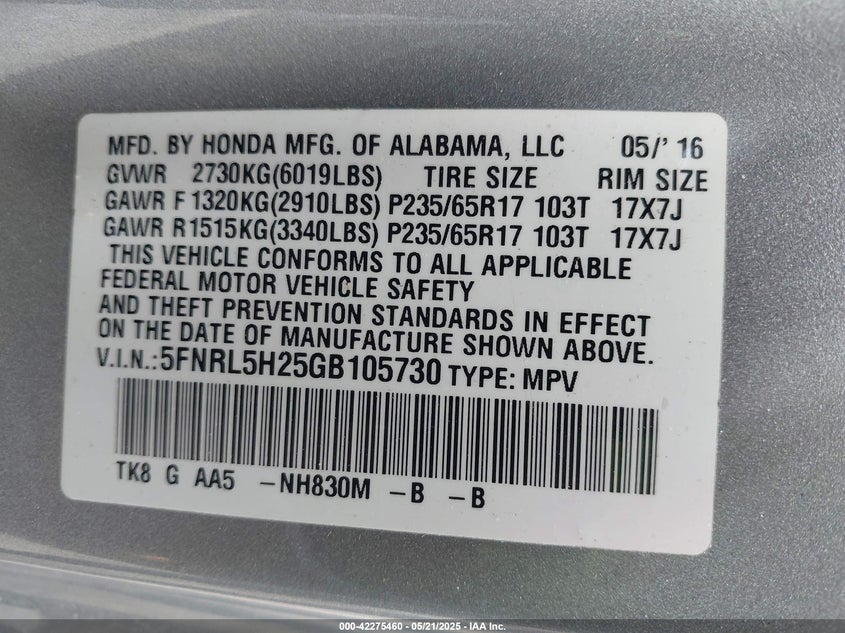 MFD. BY HONDA MFG. OF ALABAMA, LLC 05/' 16
GVWR 2730KG(6019LBS) TIRE SIZE RIM SIZE
GAWR F 1320KG(2910LBS) P235/65R17 103T 17X7J
GAWR R 1515KG(3340LBS) P235/65R17 103T 17X7J
THIS VEHICLE CONFORMS TO ALL APPLICABLE
FEDERAL MOTOR VEHICLE SAFETY
AND THEFT PREVENTION STANDARDS IN EFFECT
ON THE DATE OF MANUFACTURE SHOWN ABOVE.
V.I.N.:5FNRL5H25GB105730 TYPE: MPV
TK8 G AA5 -NH830M -B -B
000-42275460 - 05/21/2025 - IAA Inc.